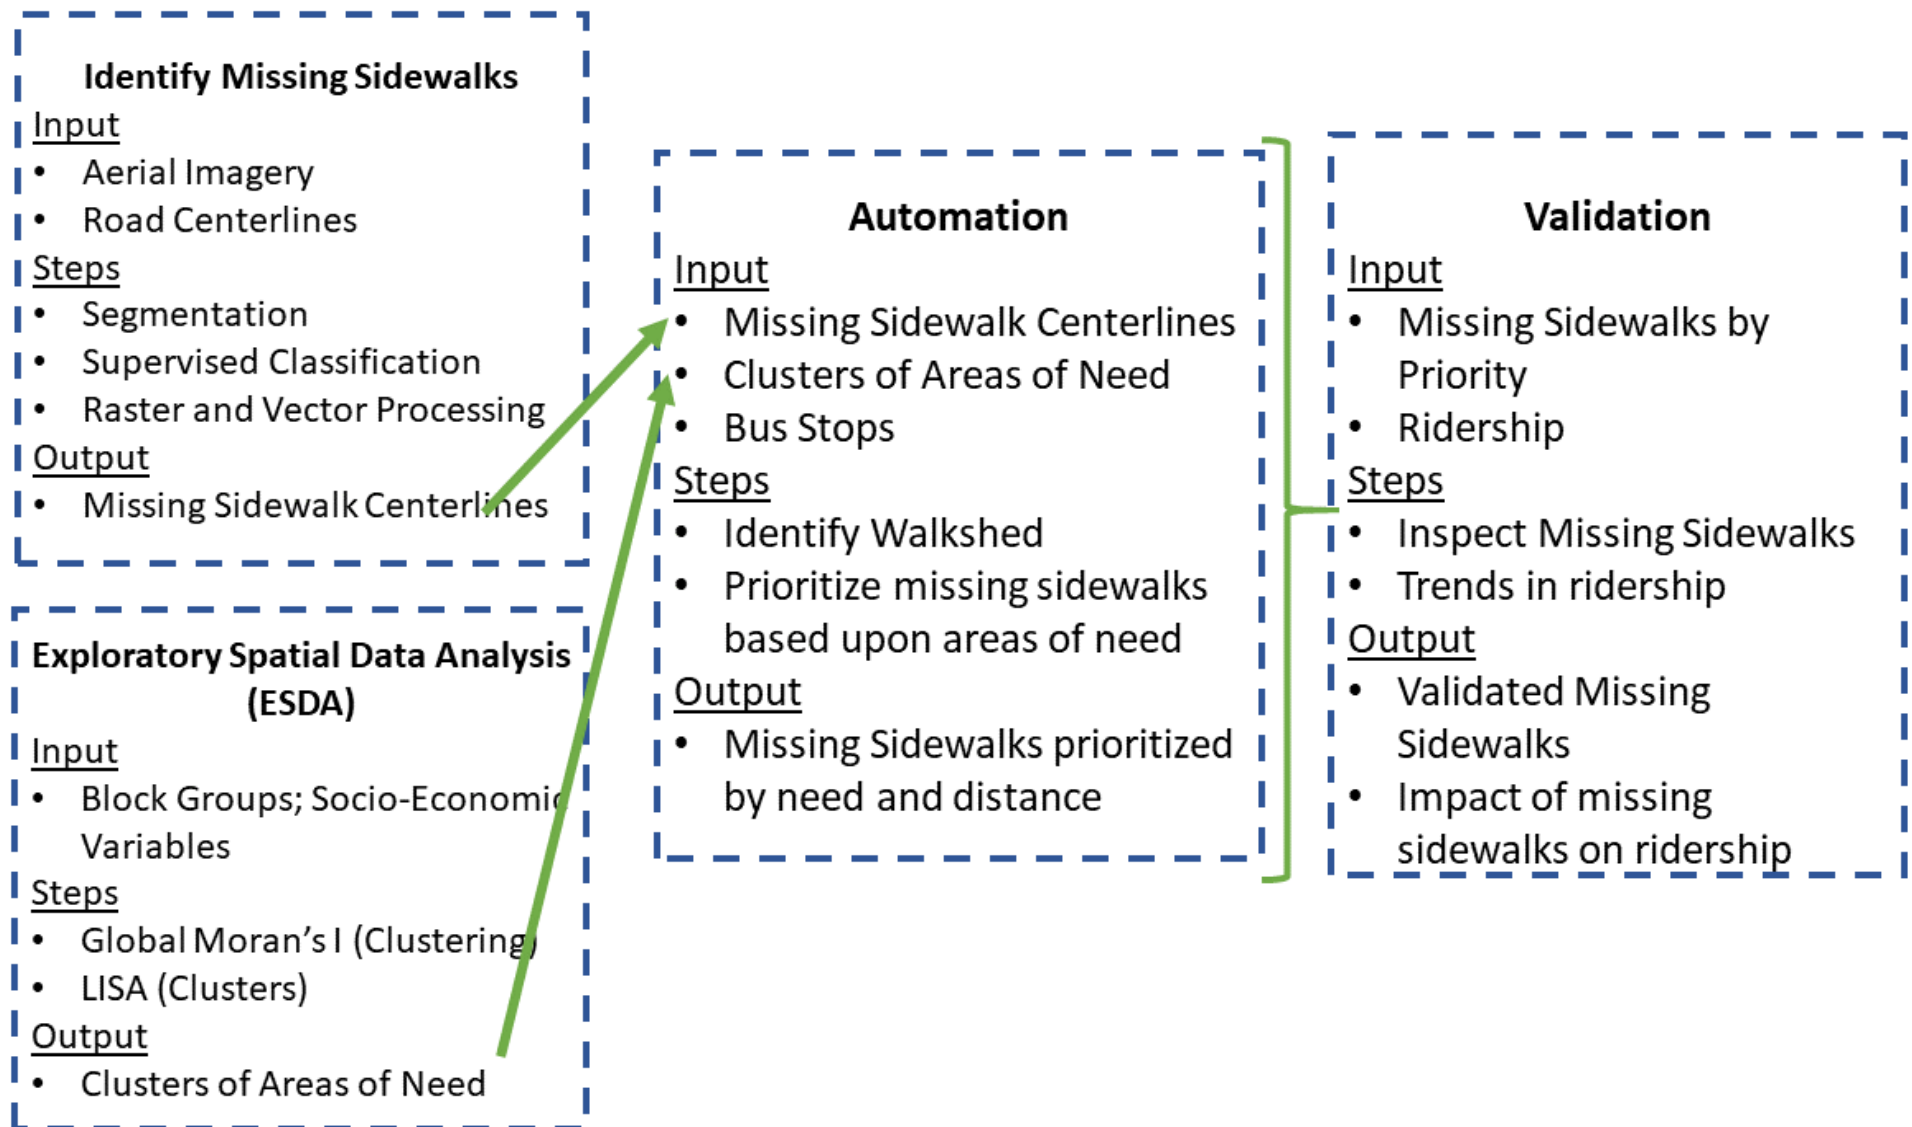 Identify Missing Sidewalks
Input
• Aerial Imagery
• Road Centerlines
Steps
• Segmentation
• Supervised Classification
• Raster and Vector Processing
Output
• Missing Sidewalk Centerlines
Exploratory Spatial Data Analysis
(ESDA)
Input
• Block Groups; Socio-Economic
Variables
Steps
• Global Moran's I (Clustering)
• LISA (Clusters)
Output
• Clusters of Areas of Need
Automation
Input
• Missing Sidewalk Centerlines
• Clusters of Areas of Need
• Bus Stops
Steps
• Identify Walkshed
• Prioritize missing sidewalks
based upon areas of need
Output
• Missing Sidewalks prioritized
by need and distance
Validation
Input
• Missing Sidewalks by
Priority
• Ridership
Steps
• Inspect Missing Sidewalks
• Trends in ridership
Output
• Validated Missing
Sidewalks
• Impact of missing
sidewalks on ridership